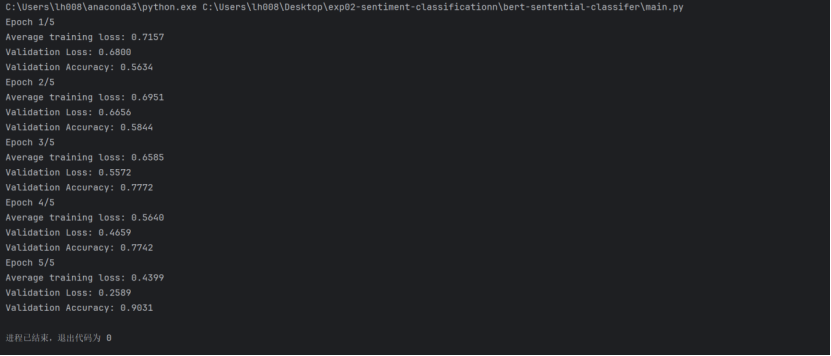 C:\Users\lh008\anaconda3\python.exe C:\Users\lh008\Desktop\exp02-sentiment-classificationn\bert-sentential-classifer\main.py
Epoch 1/5
Average training loss: 0.7157
Validation Loss: 0.6800
Validation Accuracy: 0.5634
Epoch 2/5
Average training loss: 0.6951
Validation Loss: 0.6656
Validation Accuracy: 0.5844
Epoch 3/5
Average training loss: 0.6585
Validation Loss: 0.5572
Validation Accuracy: 0.7772
Epoch 4/5
Average training loss: 0.5640
Validation Loss: 0.4659
Validation Accuracy: 0.7742
Epoch 5/5
Average training loss: 0.4399
Validation Loss: 0.2589
Validation Accuracy: 0.9031
进程已结束，退出代码为 0